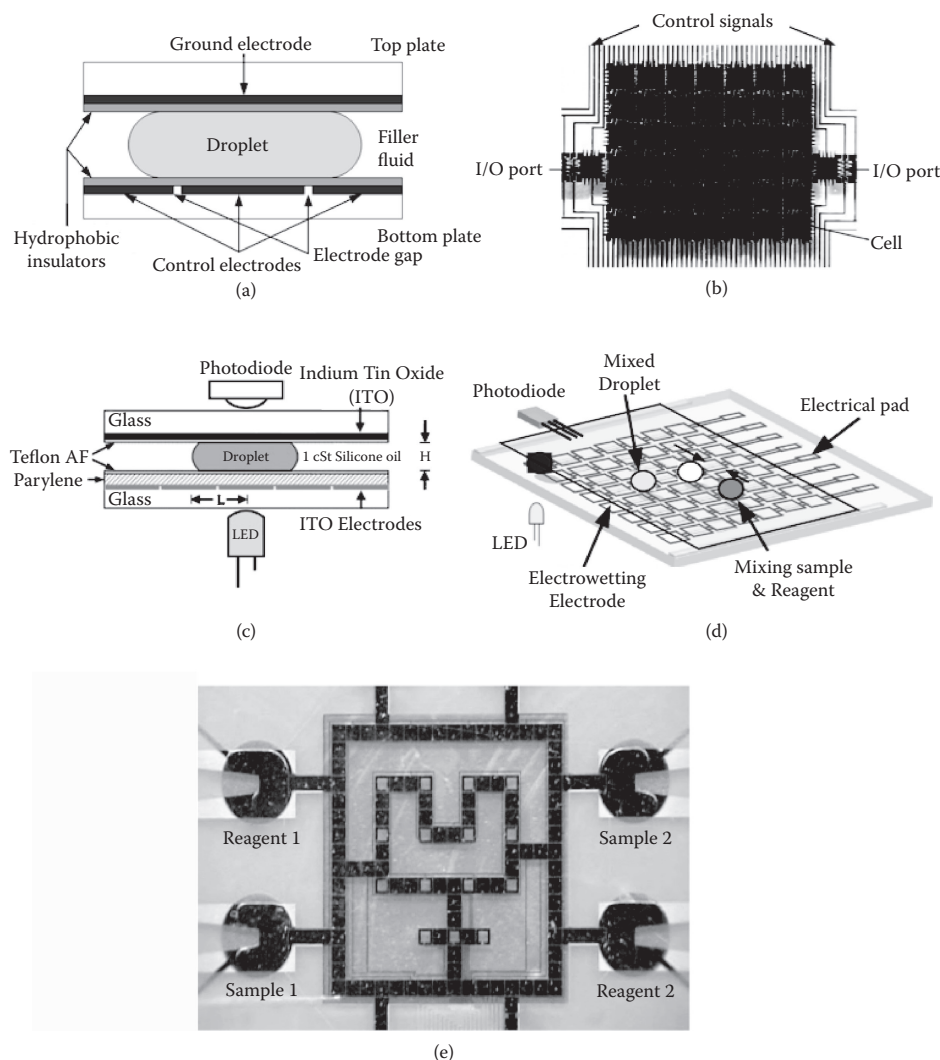 Ground electrode
Top plate
Droplet
Filler
fluid
Hydrophobic
insulators
Control electrodes
Electrode gap
Bottom plate
(a)
Control signals
I/O port
I/O port
Cell
(b)
Photodiode
Indium Tin Oxide
(ITO)
Glass
Teflon AF
Droplet
1 cSt Silicone oil
H
Parylene
Glass
L
ITO Electrodes
LED
(c)
Mixed
Droplet
Photodiode
Electrical pad
LED
Electrowetting
Electrode
Mixing sample
& Reagent
(d)
Reagent 1
Sample 2
Sample 1
Reagent 2
(e)